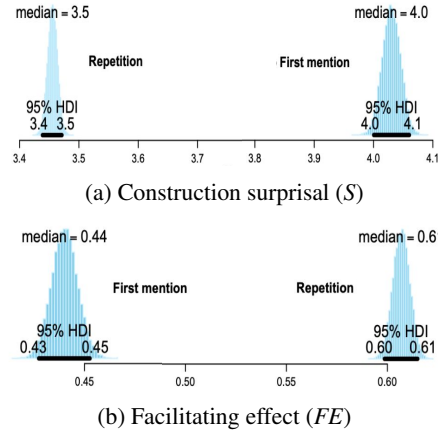 median = 3.5 median = 4.0
Repetition First mention
95% HDI 95% HDI
3.4 3.5 4.0 4.1
3.4 3.5 3.6 3.7 3.8 3.9 4.0 4.1
(a) Construction surprisal (S)
median = 0.44 median = 0.6
First mention Repetition
95% HDI 95% HDI
0.43 0.45 0.60 0.61
0.45 0.50 0.55 0.60
(b) Facilitating effect (FE)